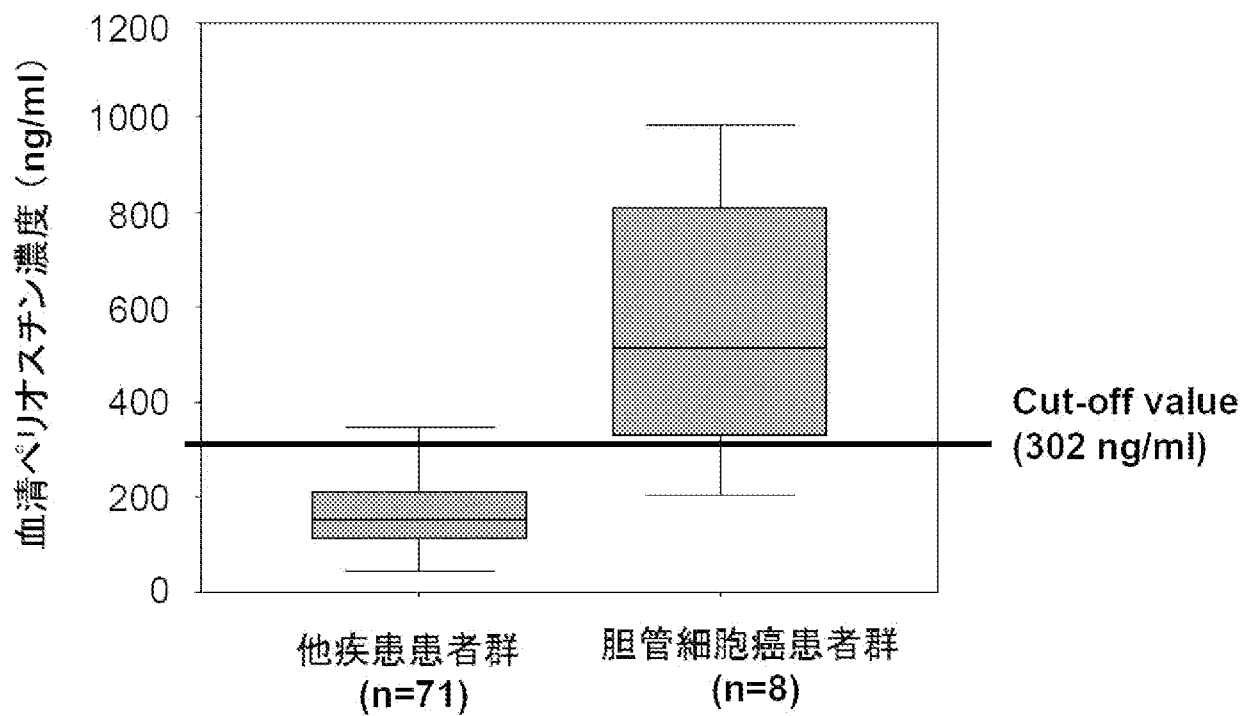 血清ペリオスチン濃度（ng/ml）
1200
1000
800
600
400
200
0
Cut-off value
(302 ng/ml)
他疾患患者群
(n=71)
胆管細胞癌患者群
(n=8)